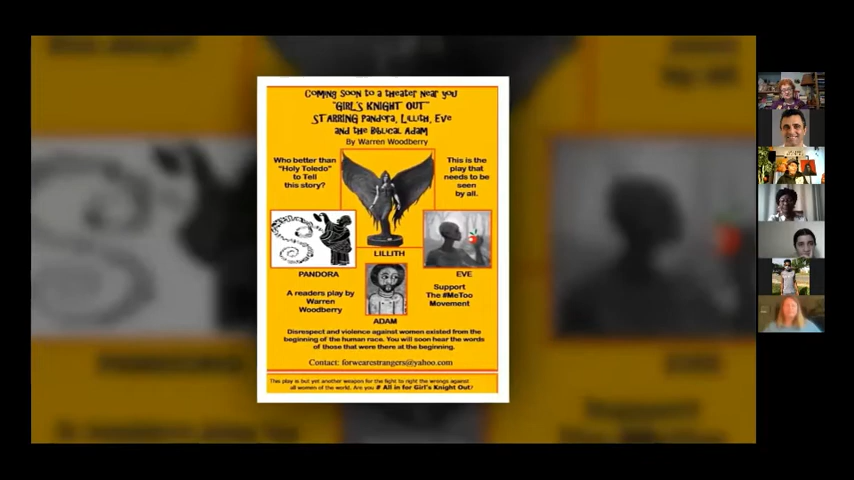 Coming soon to a theater near you
"GIRL'S KNIGHT OUT"
STARRING Pandora, Lillith, Eve
and the Biblical Adam
By Warren Woodberry
Who better than
"Holy Toledo"
to Tell
this story?
This is the
play that
needs to be
seen
by all.
LILLITH
PANDORA
EVE
A readers play by
Warren
Woodberry
Support
The #MeToo
Movement
ADAM
Disrespect and violence against women existed from the
beginning of the human race. You will soon hear the words
of those that were there at the beginning.
Contact: forwearestrangers@yahoo.com
This play is but yet another weapon for the fight to right the wrongs against
all women of the world. Are you # All in for Girl's Knight Out?